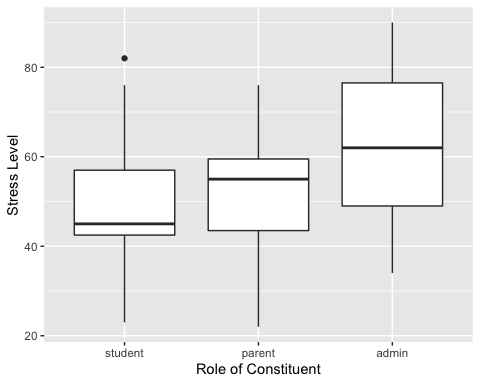 80
60
40
20
Stress Level
student parent admin
Role of Constituent